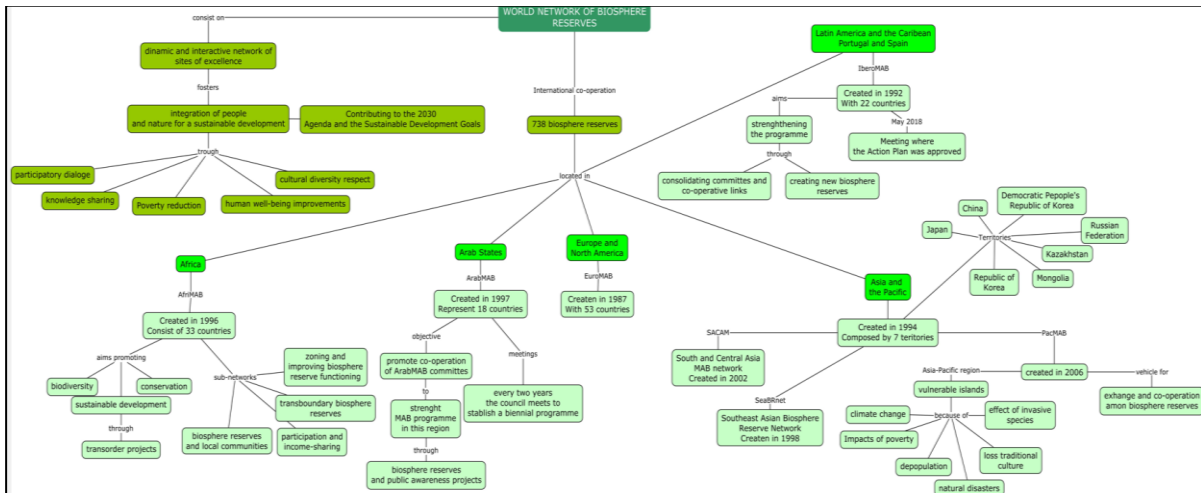 WORLD NETWORK OF BIOSPHERE
RESERVES
consist on
dinamic and interactive network of
sites of excellence
fosters
integration of people
and nature for a sustainable development
Contributing to the 2030
Agenda and the Sustainable Development Goals
trough
participatory dialoge
knowledge sharing
Poverty reduction
human well-being improvements
cultural diversity respect
International co-operation
738 biosphere reserves
located in
Latin America and the Caribean
Portugal and Spain
IberoMAB
Created in 1992
With 22 countries
aims
strenghthening
the programme
through
consolidating committes and
co-operative links
creating new biosphere
reserves
May 2018
Meeting where
the Action Plan was approved
Africa
AfriMAB
Created in 1996
Consist of 33 countries
aims promoting
biodiversity
sustainable development
conservation
through
transorder projects
sub-networks
zoning and
improving biosphere
reserve functioning
transboundary biosphere
reserves
participation and
income-sharing
biosphere reserves
and local communities
Arab States
ArabMAB
Created in 1997
Represent 18 countries
objective
promote co-operation
of ArabMAB committes
to
strenght
MAB programme
in this region
through
biosphere reserves
and public awareness projects
meetings
every two years
the council meets to
stablish a biennial programme
Europe and
North America
EuroMAB
Createn in 1987
With 53 countries
Asia and
the Pacific
Created in 1994
Composed by 7 teritories
Territories
Japan
China
Democratic Pepople's
Republic of Korea
Russian
Federation
Kazakhstan
Mongolia
Republic of
Korea
SACAM
South and Central Asia
MAB network
Created in 2002
SeaBRnet
Southeast Asian Biosphere
Reserve Network
Createn in 1998
PacMAB
created in 2006
vehicle for
exhange and co-operation
amon biosphere reserves
Asia-Pacific region
vulnerable islands
because of
climate change
Impacts of poverty
depopulation
natural disasters
loss traditional
culture
effect of invasive
species